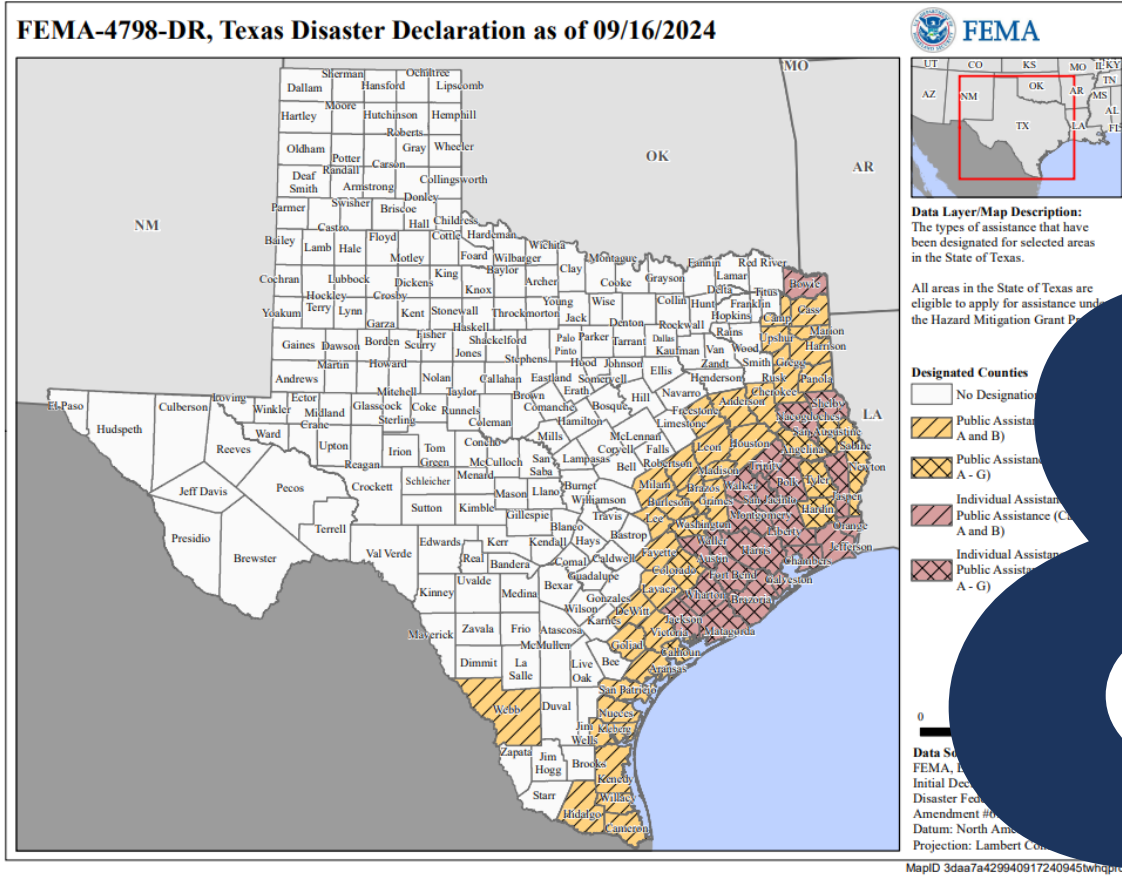 FEMA-4798-DR, Texas Disaster Declaration as of 09/16/2024
FEMA
MO
OK
AR
NM
LA
UT CO KS MO KY
AZ NM OK AR TN
MS
TX LA AL
FL
Sherman Ochiltree
Dallam Hansford Lipscomb
Moore
Hartley Hutchinson Hemphill
Roberts
Oldham Potter Gray Wheeler
Carson
Deaf Smith Randall Armstrong Collingsworth
Donley
Parmer Swisher Briscoe
Castro Hall Childress
Bailey Lamb Hale Floyd Cottle Hardeman
Motley Foard Wilbarger Wichita Montague Fannin Red River
Cochran Lubbock Dickens King Baylor Archer Clay Cooke Grayson Lamar Bowie
Hockley Crosby Knox Delta Titus
Yoakum Terry Lynn Kent Stonewall Throckmorton Young Wise Collin Hunt Franklin Cass
Garza Haskell Jack Denton Rockwall Hopkins Camp Marion
Gaines Dawson Borden Fisher Shackelford Palo Pinto Parker Tarrant Dallas Rains Upshur Harrison
Scurry Jones Stephens Kaufman Van Zandt Wood Gregg
Martin Howard Hood Johnson Ellis Smith Rusk Panola
Andrews Mitchell Nolan Taylor Callahan Eastland Somervell Henderson Cherokee
El Paso Culberson Loving Winkler Ector Midland Glasscock Coke Runnels Brown Erath Bosque Hill Navarro Anderson Shelby
Hudspeth Crane Sterling Coleman Comanche Hamilton Freestone Nacogdoches
Reeves Ward Upton Irion Tom Green Concho Mills McLennan Limestone San Augustine
Reagan McCulloch San Saba Lampasas Coryell Falls Leon Houston Angelina Sabine
Jeff Davis Pecos Crockett Schleicher Menard Bell Robertson Madison Trinity Newton
Mason Llano Burnet Milam Brazos Walker Polk Tyler Jasper
Sutton Kimble Williamson Burleson Grimes San Jacinto
Presidio Terrell Gillespie Travis Lee Washington Montgomery Hardin
Brewster Val Verde Edwards Kerr Blanco Hays Bastrop Waller Liberty Orange
Real Kendall Comal Caldwell Fayette Austin Harris Jefferson
Bandera Guadalupe Colorado Chambers
Kinney Uvalde Medina Bexar Gonzales Lavaca Fort Bend Galveston
Wilson DeWitt Wharton Brazoria
Maverick Zavala Frio Atascosa Karnes Jackson
McMullen Goliad Victoria Matagorda
Dimmit La Salle Live Oak Bee Calhoun
Aransas
Webb Duval San Patricio
Jim Wells Nueces
Kleberg
Zapata Jim Hogg Brooks
Kenedy
Starr Willacy
Hidalgo
Cameron
Data Layer/Map Description:
The types of assistance that have
been designated for selected areas
in the State of Texas.
All areas in the State of Texas are
eligible to apply for assistance
the Hazard Mitigation Grant
Designated Counties
No
Public
A and B)
Public
A - G)
Individual
Public Assistance
A and B)
Individual
Public
A - G)
0
Data
FEMA,
Initial
Disaster
Amendment
Datum: North
Projection: Lambert
MapID
8